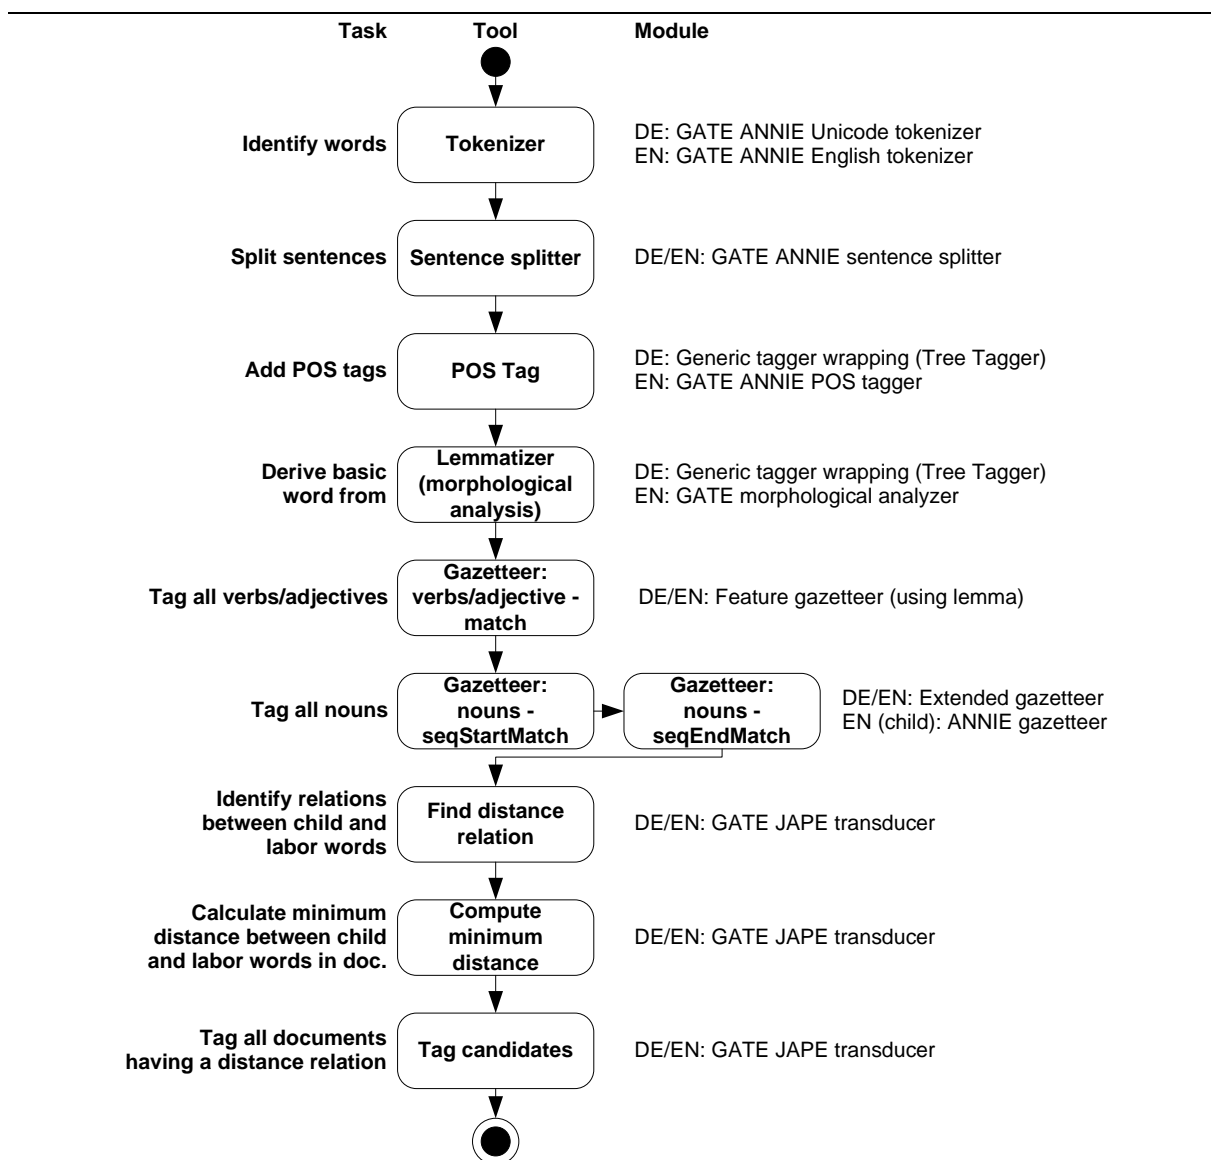 Task Tool Module
Identify words
Tokenizer
DE: GATE ANNIE Unicode tokenizer
EN: GATE ANNIE English tokenizer
Split sentences
Sentence splitter
DE/EN: GATE ANNIE sentence splitter
Add POS tags
POS Tag
DE: Generic tagger wrapping (Tree Tagger)
EN: GATE ANNIE POS tagger
Derive basic
word from
Lemmatizer
(morphological
analysis)
DE: Generic tagger wrapping (Tree Tagger)
EN: GATE morphological analyzer
Tag all verbs/adjectives
Gazetteer:
verbs/adjective -
match
DE/EN: Feature gazetteer (using lemma)
Tag all nouns
Gazetteer:
nouns -
seqStartMatch
Gazetteer:
nouns -
seqEndMatch
DE/EN: Extended gazetteer
EN (child): ANNIE gazetteer
Identify relations
between child and
labor words
Find distance
relation
DE/EN: GATE JAPE transducer
Calculate minimum
distance between child
and labor words in doc.
Compute
minimum
distance
DE/EN: GATE JAPE transducer
Tag all documents
having a distance relation
Tag candidates
DE/EN: GATE JAPE transducer